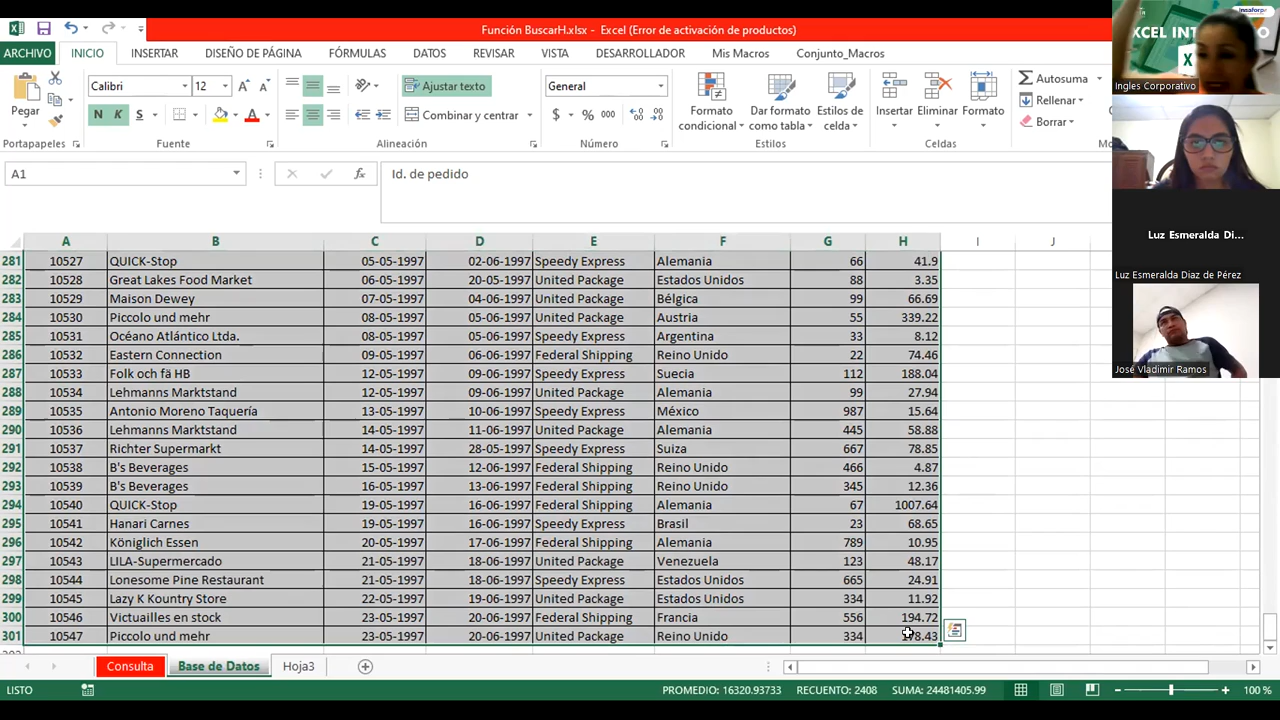 Función BuscarH.xlsx - Excel (Error de activación de productos)
ARCHIVO INICIO INSERTAR DISEÑO DE PÁGINA FÓRMULAS DATOS REVISAR VISTA DESARROLLADOR Mis Macros Conjunto_Macros
Pegar
Portapapeles
Calibri 12
N K S
Fuente
Ajustar texto
Combinar y centrar
Alineación
General
$ % 000
Número
Formato condicional
Dar formato como tabla
Estilos de celda
Estilos
Insertar Eliminar Formato
Celdas
Autosuma
Rellenar
Borrar
A1 fx Id. de pedido
A B C D E F G H I J K
281 10527 QUICK-Stop 05-05-1997 02-06-1997 Speedy Express Alemania 66 41.9
282 10528 Great Lakes Food Market 06-05-1997 20-05-1997 United Package Estados Unidos 88 3.35
283 10529 Maison Dewey 07-05-1997 04-06-1997 United Package Bélgica 99 66.69
284 10530 Piccolo und mehr 08-05-1997 05-06-1997 United Package Austria 55 339.22
285 10531 Océano Atlántico Ltda. 08-05-1997 05-06-1997 Speedy Express Argentina 33 8.12
286 10532 Eastern Connection 09-05-1997 06-06-1997 Federal Shipping Reino Unido 22 74.46
287 10533 Folk och fä HB 12-05-1997 09-06-1997 Speedy Express Suecia 112 188.04
288 10534 Lehmanns Marktstand 12-05-1997 09-06-1997 United Package Alemania 99 27.94
289 10535 Antonio Moreno Taquería 13-05-1997 10-06-1997 Speedy Express México 987 15.64
290 10536 Lehmanns Marktstand 14-05-1997 11-06-1997 United Package Alemania 445 58.88
291 10537 Richter Supermarkt 14-05-1997 28-05-1997 Speedy Express Suiza 667 78.85
292 10538 B's Beverages 15-05-1997 12-06-1997 Federal Shipping Reino Unido 466 4.87
293 10539 B's Beverages 16-05-1997 13-06-1997 Federal Shipping Reino Unido 345 12.36
294 10540 QUICK-Stop 19-05-1997 16-06-1997 Federal Shipping Alemania 67 1007.64
295 10541 Hanari Carnes 19-05-1997 16-06-1997 Speedy Express Brasil 23 68.65
296 10542 Königlich Essen 20-05-1997 17-06-1997 Federal Shipping Alemania 789 10.95
297 10543 LILA-Supermercado 21-05-1997 18-06-1997 United Package Venezuela 123 48.17
298 10544 Lonesome Pine Restaurant 21-05-1997 18-06-1997 Speedy Express Estados Unidos 665 24.91
299 10545 Lazy K Kountry Store 22-05-1997 19-06-1997 United Package Estados Unidos 334 11.92
300 10546 Victuailles en stock 23-05-1997 20-06-1997 Federal Shipping Francia 556 194.72
301 10547 Piccolo und mehr 23-05-1997 20-06-1997 United Package Reino Unido 334
Consulta Base de Datos Hoja3
LISTO PROMEDIO: 16320.93733 RECUENTO: 2408 SUMA: 24481405.99 100 %
Ingles Corporativo
Luz Esmeralda Di...
Luz Esmeralda Diaz de Pérez
José Vladimir Ramos